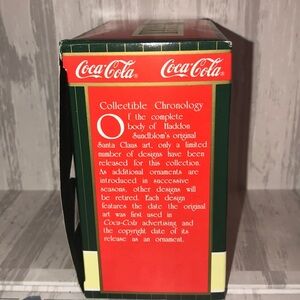 Coca-Cola® Coca-Cola®
Collectible Chronology
Of the complete
body of Haddon
Sundblom's original
Santa Claus art, only a limited
number of designs have been
released for this collection.
As additional ornaments are
introduced in successive
seasons, other designs will
be retired. Each design
features the date the original
art was first used in
Coca-Cola advertising and
the copyright date of its
release as an ornament.